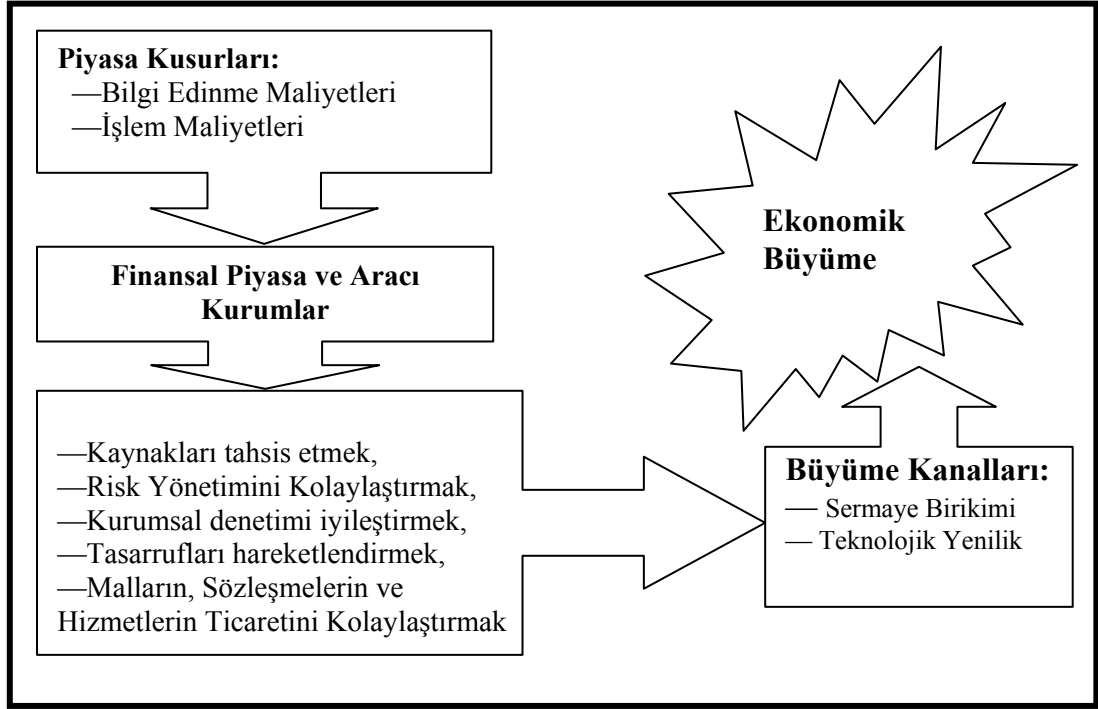 Piyasa Kusurları:
—Bilgi Edinme Maliyetleri
—İşlem Maliyetleri
Finansal Piyasa ve Aracı
Kurumlar
—Kaynakları tahsis etmek,
—Risk Yönetimini Kolaylaştırmak,
—Kurumsal denetimi iyileştirmek,
—Tasarrufları hareketlendirmek,
—Malların, Sözleşmelerin ve
Hizmetlerin Ticaretini Kolaylaştırmak
Büyüme Kanalları:
— Sermaye Birikimi
— Teknolojik Yenilik
Ekonomik
Büyüme